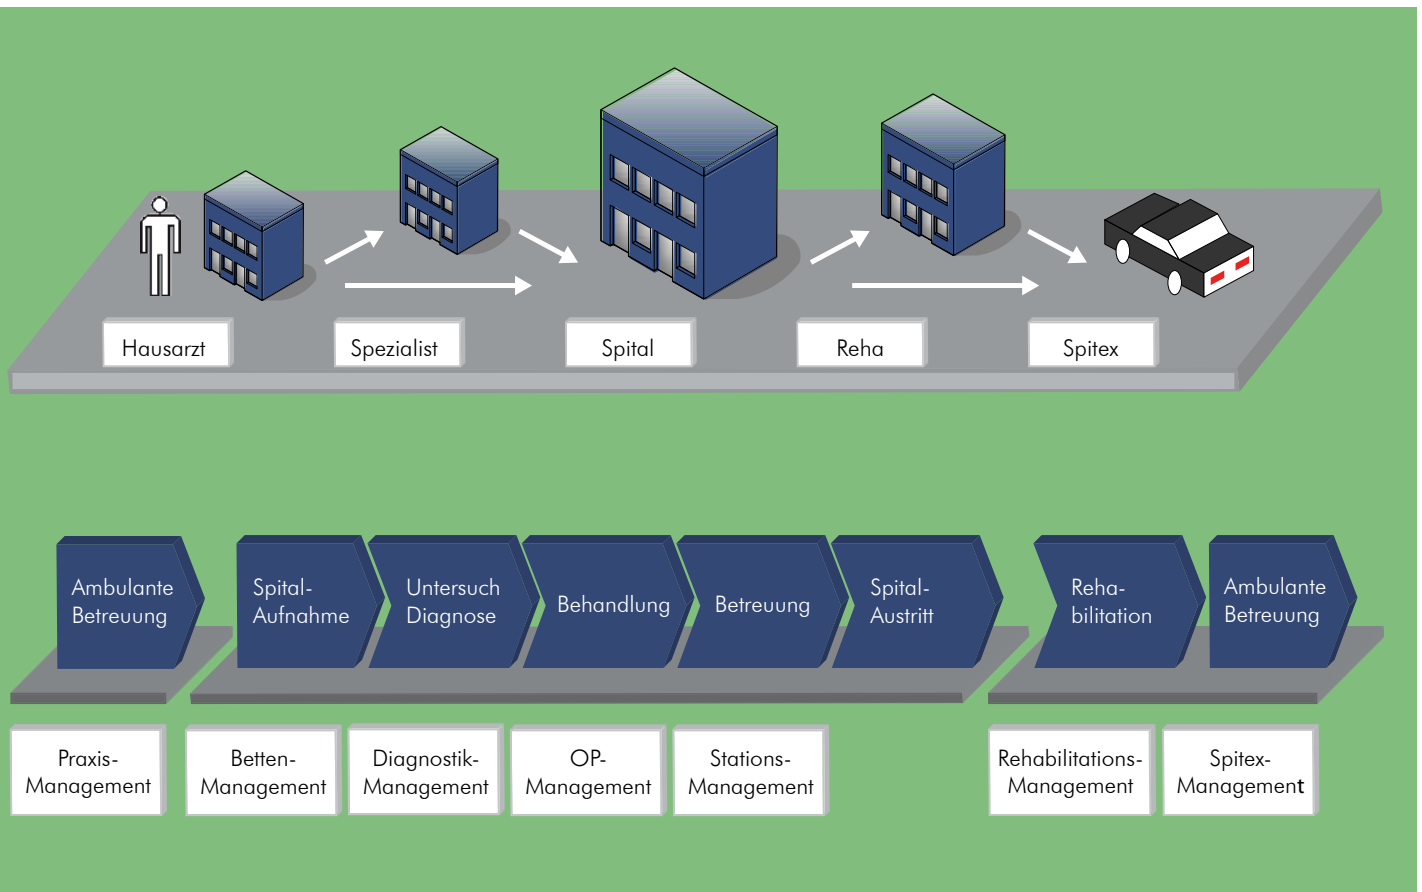 Hausarzt
Spezialist
Spital
Reha
Spitex
Ambulante
Betreuung
Spital-
Aufnahme
Untersuch
Diagnose
Behandlung
Betreuung
Spital-
Austritt
Reha-
bilitation
Ambulante
Betreuung
Praxis-
Management
Betten-
Management
Diagnostik-
Management
OP-
Management
Stations-
Management
Rehabilitations-
Management
Spitex-
Management